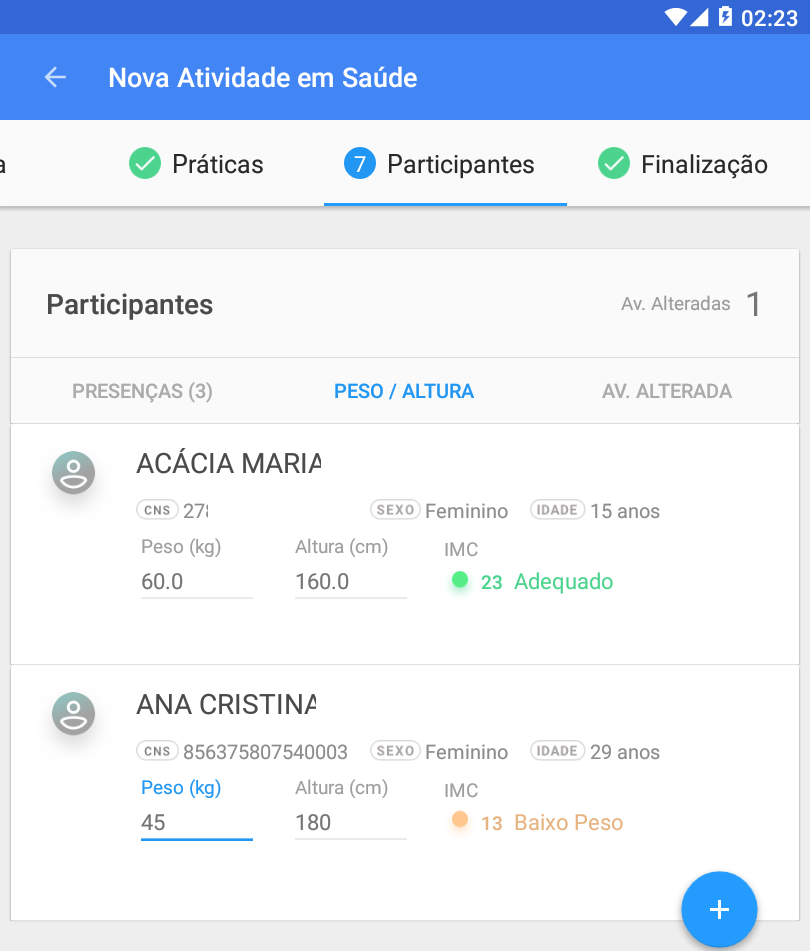 02:23
Nova Atividade em Saúde
a Práticas 7 Participantes Finalização
Participantes Av. Alteradas 1
PRESENÇAS (3) PESO / ALTURA AV. ALTERADA
ACÁCIA MARIA
CNS 278 SEXO Feminino IDADE 15 anos
Peso (kg) Altura (cm) IMC
60.0 160.0 23 Adequado
ANA CRISTINA
CNS 856375807540003 SEXO Feminino IDADE 29 anos
Peso (kg) Altura (cm) IMC
45 180 13 Baixo Peso